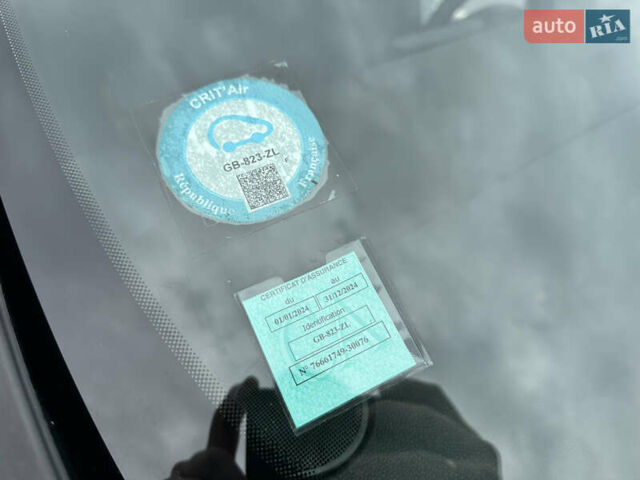 auto RIA.com
CRIT'Air
GB-823-ZL
République Française
CERTIFICAT D'ASSURANCE
du au
01/01/2024 31/12/2024
Identification
GB-823-ZL
N° 76661749-30076